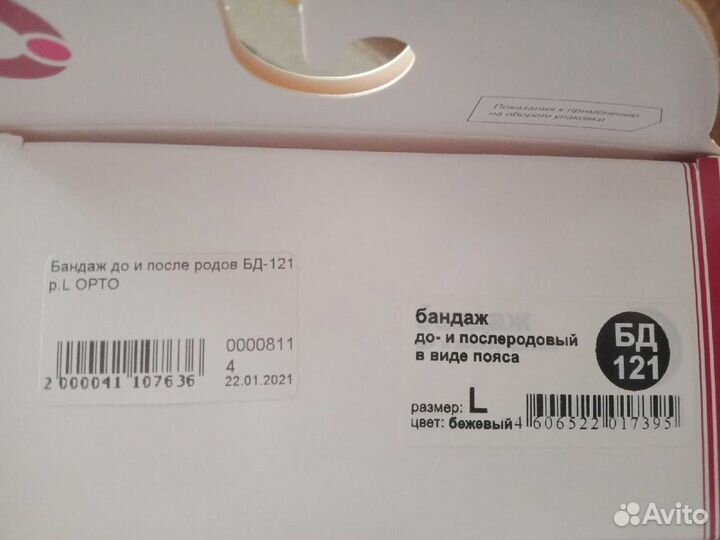 Показания к применению
на обороте упаковки
Бандаж до и после родов БД-121
р.L ОРТО
0000811
4
22.01.2021
2 000041 107636
бандаж
до- и послеродовый
в виде пояса
БД
121
размер: L
цвет: бежевый
4 606522 017395
Avito